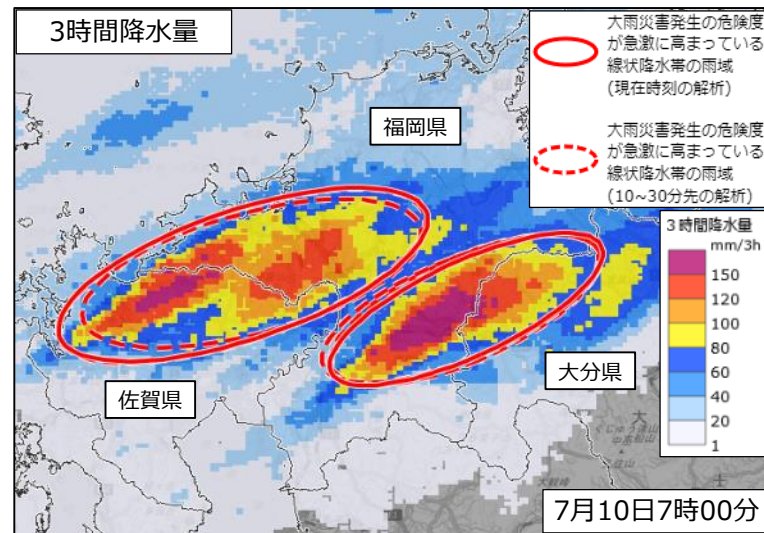 3時間降水量
大雨災害発生の危険度
が急激に高まっている
線状降水帯の雨域
(現在時刻の解析)
大雨災害発生の危険度
が急激に高まっている
線状降水帯の雨域
(10~30分先の解析)
福岡県
佐賀県
大分県
3時間降水量
mm/3h
150
120
100
80
60
40
20
1
大
7月10日7時00分